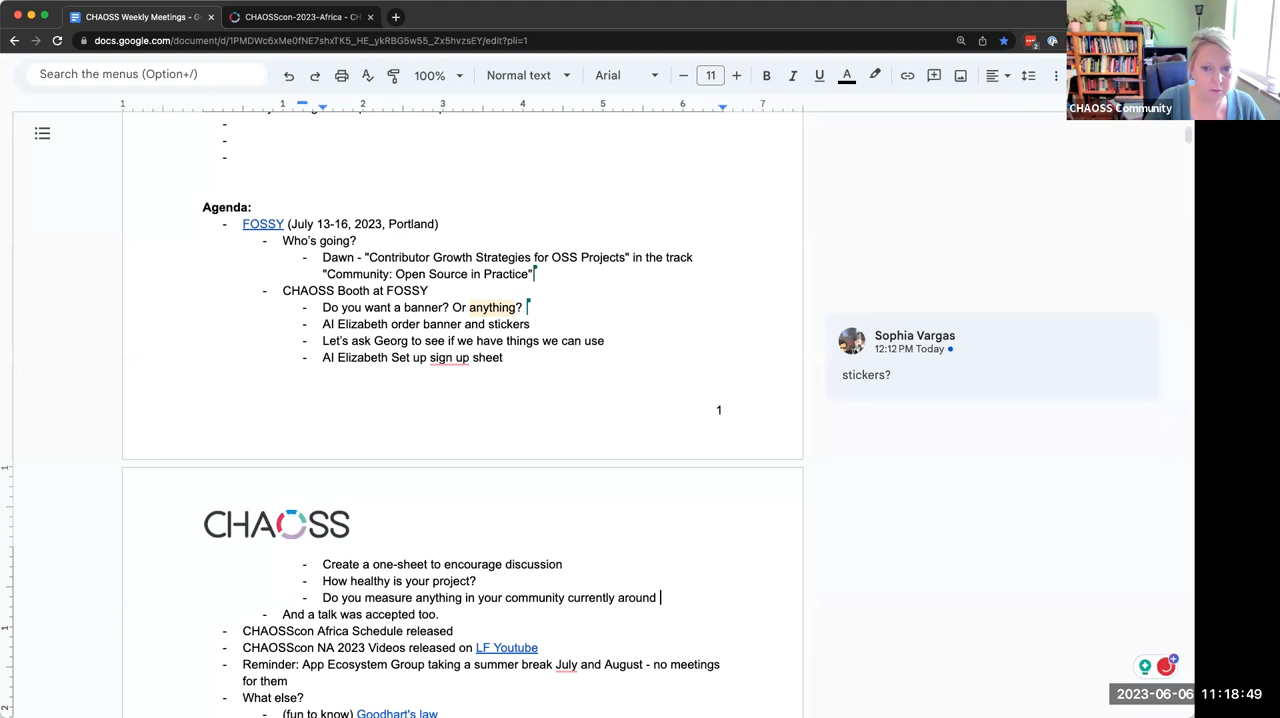 CHAOSS Weekly Meetings - G
CHAOSScon-2023-Africa - CH
docs.google.com/document/d/1PMDWc6xMe0fNE7shxTK5_HE_ykRBG5w55_Zx5hvzsEY/edit?pli=1
Search the menus (Option+/)
100%
Normal text
Arial
11
B I U A
1 1 2 3 4 5 6 7
CHAOSS Community
-
-
-
Agenda:
- FOSSY (July 13-16, 2023, Portland)
- Who's going?
- Dawn - "Contributor Growth Strategies for OSS Projects" in the track
"Community: Open Source in Practice"
- CHAOSS Booth at FOSSY
- Do you want a banner? Or anything?
- AI Elizabeth order banner and stickers
- Let's ask Georg to see if we have things we can use
- AI Elizabeth Set up sign up sheet
Sophia Vargas
12:12 PM Today
stickers?
1
CHAOSS
- Create a one-sheet to encourage discussion
- How healthy is your project?
- Do you measure anything in your community currently around
- And a talk was accepted too.
- CHAOSScon Africa Schedule released
- CHAOSScon NA 2023 Videos released on LF Youtube
- Reminder: App Ecosystem Group taking a summer break July and August - no meetings
for them
- What else?
- (fun to know) Goodhart's law
2023-06-06 11:18:49